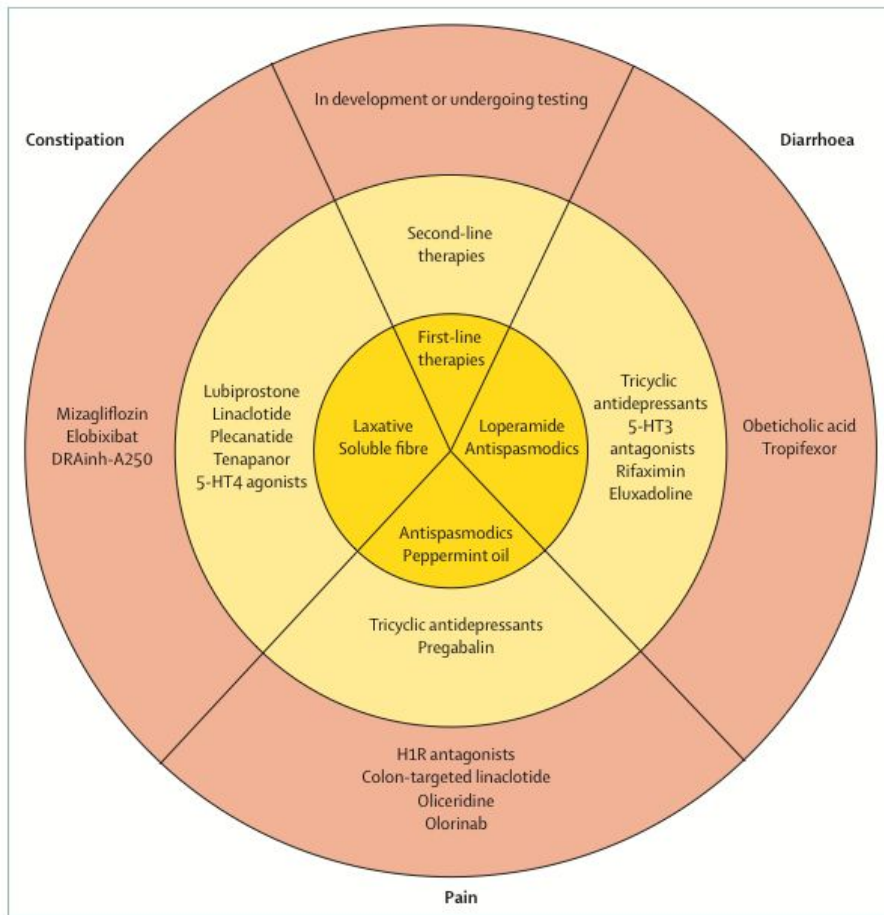 In development or undergoing testing
Constipation
Diarrhoea
Second-line
therapies
First-line
therapies
Mizagliflozin
Elobixibat
DRAinh-A250
Lubiprostone
Linaclotide
Plecanatide
Tenapanor
5-HT4 agonists
Laxative
Soluble fibre
Loperamide
Antispasmodics
Tricyclic
antidepressants
5-HT3
antagonists
Rifaximin
Eluxadoline
Obeticholic acid
Tropifexor
Antispasmodics
Peppermint oil
Tricyclic antidepressants
Pregabalin
H1R antagonists
Colon-targeted linaclotide
Oliceridine
Olorinab
Pain